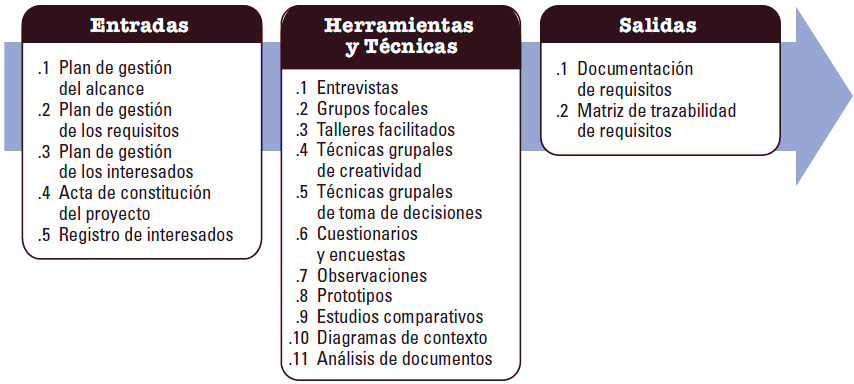 Entradas
.1 Plan de gestión
del alcance
.2 Plan de gestión
de los requisitos
.3 Plan de gestión
de los interesados
.4 Acta de constitución
del proyecto
.5 Registro de interesados
Herramientas
y Técnicas
.1 Entrevistas
.2 Grupos focales
.3 Talleres facilitados
.4 Técnicas grupales
de creatividad
.5 Técnicas grupales
de toma de decisiones
.6 Cuestionarios
y encuestas
.7 Observaciones
.8 Prototipos
.9 Estudios comparativos
.10 Diagramas de contexto
.11 Análisis de documentos
Salidas
.1 Documentación
de requisitos
.2 Matriz de trazabilidad
de requisitos